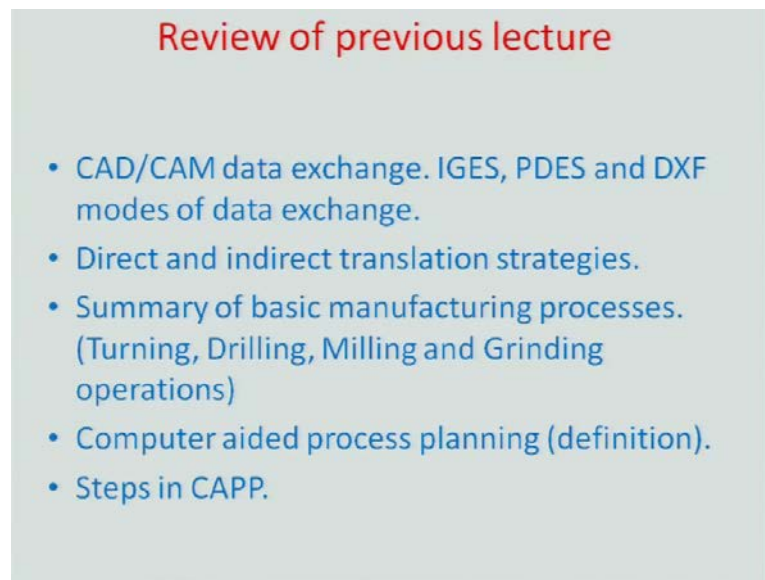 Review of previous lecture
• CAD/CAM data exchange. IGES, PDES and DXF
modes of data exchange.
• Direct and indirect translation strategies.
• Summary of basic manufacturing processes.
(Turning, Drilling, Milling and Grinding
operations)
• Computer aided process planning (definition).
• Steps in CAPP.